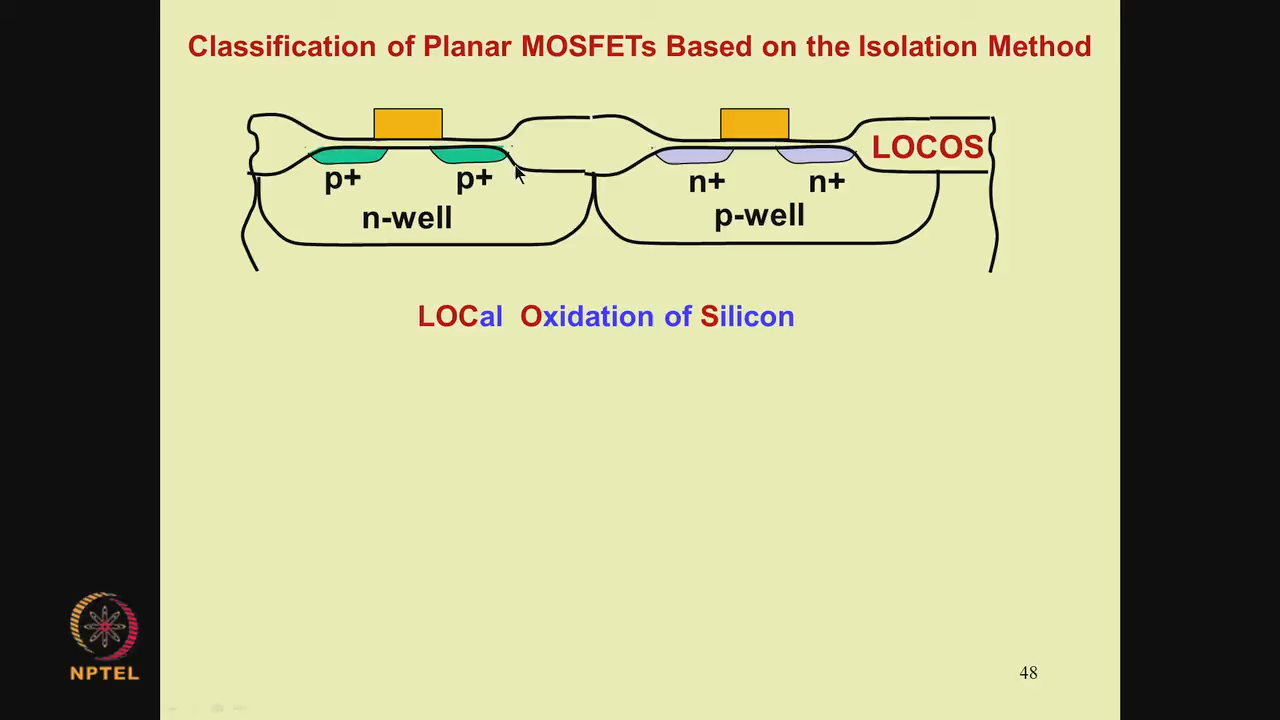 Classification of Planar MOSFETs Based on the Isolation Method
LOCOS
p+ p+ n+ n+
n-well p-well
LOCal Oxidation of Silicon
NPTEL
48